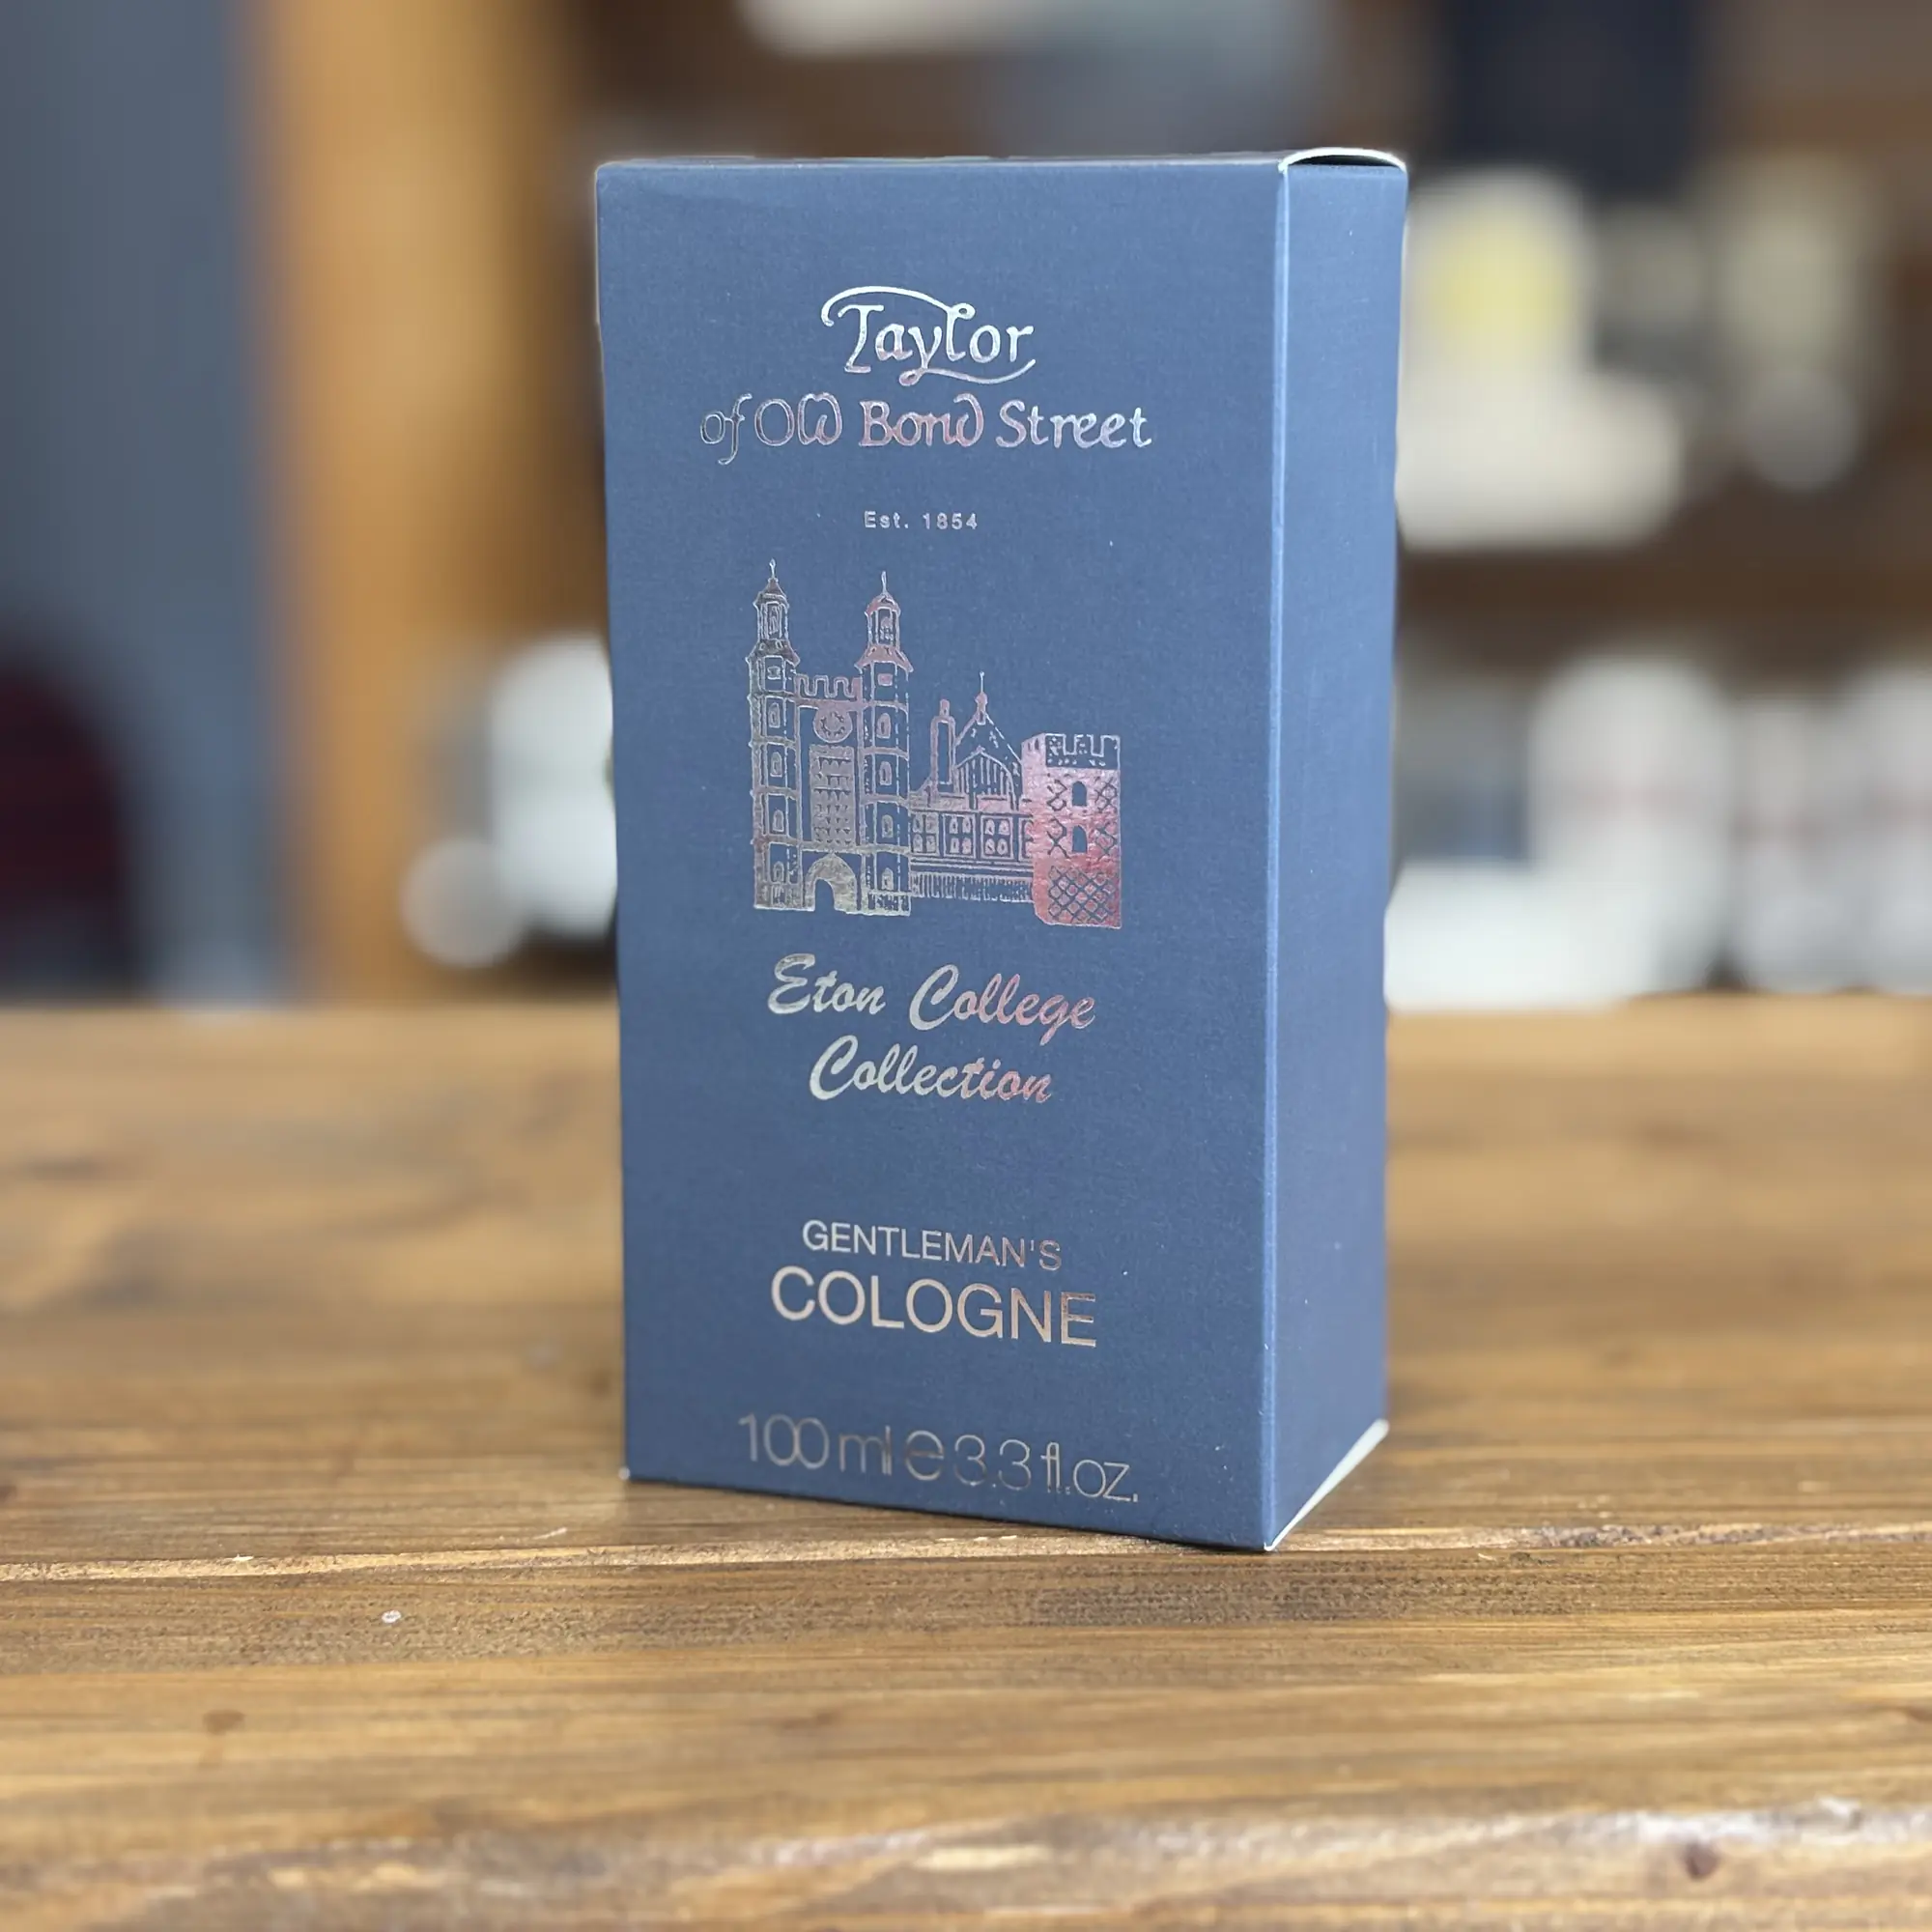 Taylor
of Old Bond Street
Est. 1854
Eton College
Collection
GENTLEMAN'S
COLOGNE
100 ml e 3.3 fl.oz.